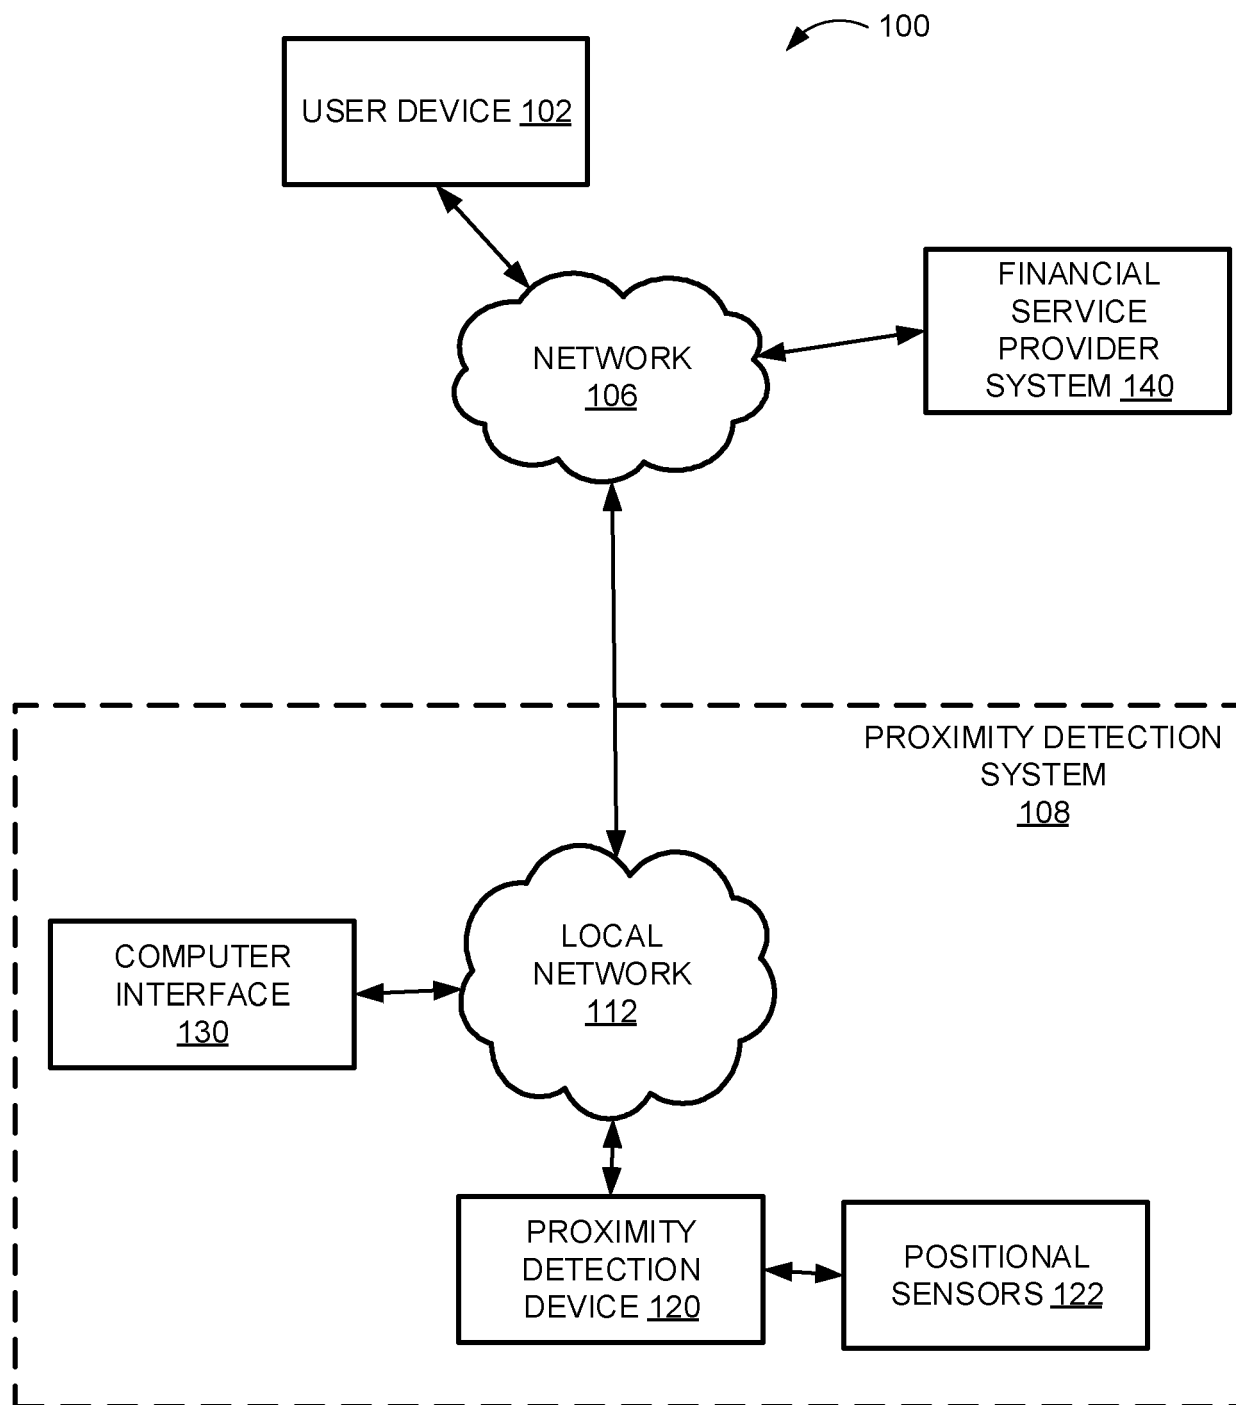 100
USER DEVICE 102
FINANCIAL
SERVICE
PROVIDER
SYSTEM 140
NETWORK
106
PROXIMITY DETECTION
SYSTEM
108
LOCAL
NETWORK
112
COMPUTER
INTERFACE
130
PROXIMITY
DETECTION
DEVICE 120
POSITIONAL
SENSORS 122